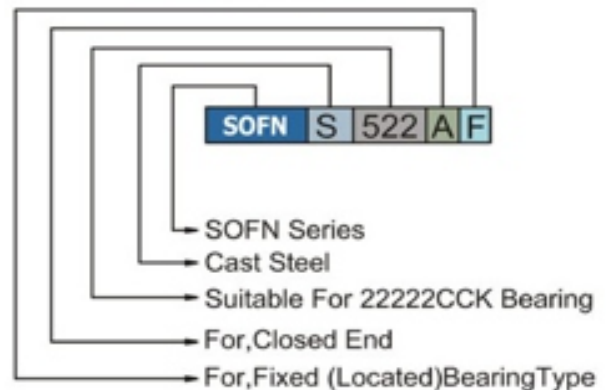 SOFN S 522 A F
SOFN Series
Cast Steel
Suitable For 22222CCK Bearing
For,Closed End
For,Fixed (Located)BearingType